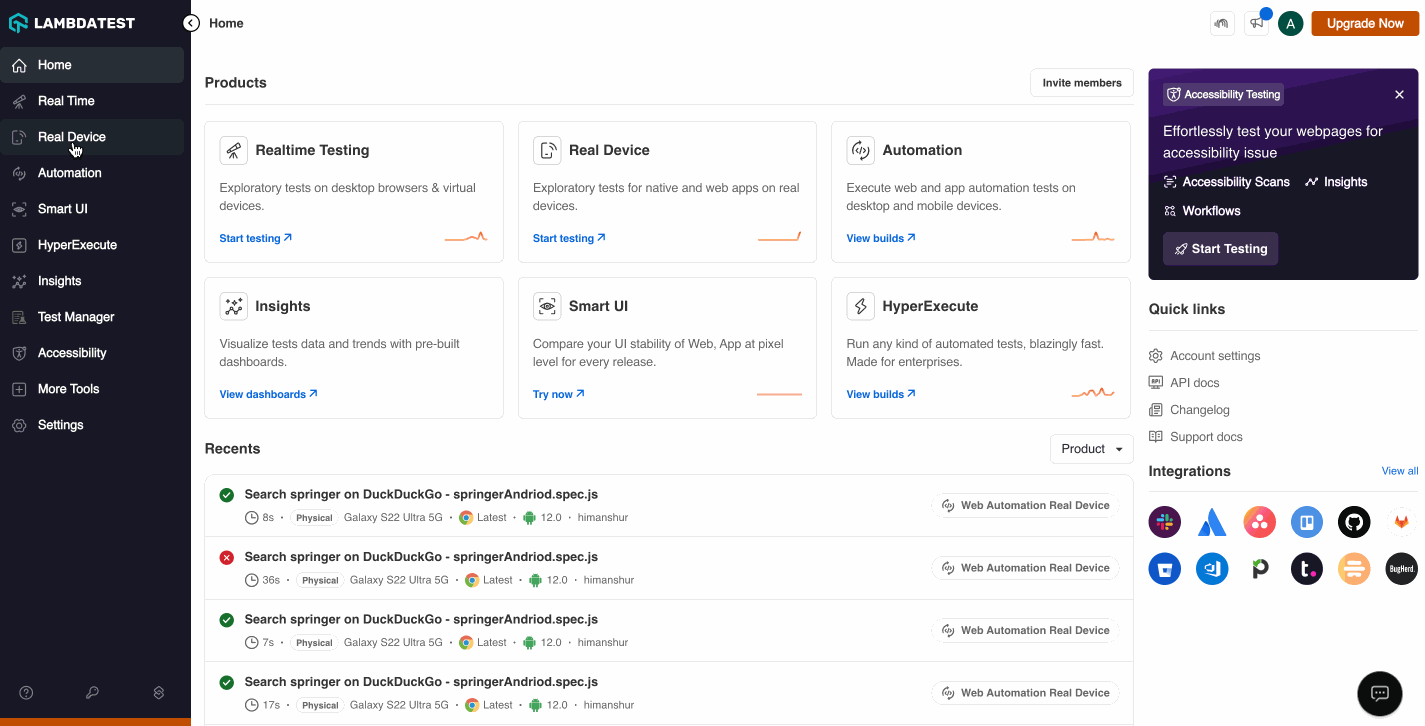 LAMBDATEST
Home
Real Time
Real Device
Automation
Smart UI
HyperExecute
Insights
Test Manager
Accessibility
More Tools
Settings
Home
A
Upgrade Now
Products
Invite members
Realtime Testing
Exploratory tests on desktop browsers & virtual
devices.
Start testing
Real Device
Exploratory tests for native and web apps on real
devices.
Start testing
Automation
Execute web and app automation tests on
desktop and mobile devices.
View builds
Insights
Visualize tests data and trends with pre-built
dashboards.
View dashboards
Smart UI
Compare your UI stability of Web, App at pixel
level for every release.
Try now
HyperExecute
Run any kind of automated tests, blazingly fast.
Made for enterprises.
View builds
Recents
Product
Search springer on DuckDuckGo - springerAndriod.spec.js
8s · Physical Galaxy S22 Ultra 5G · Latest · 12.0 · himanshur
Web Automation Real Device
Search springer on DuckDuckGo - springerAndriod.spec.js
36s · Physical Galaxy S22 Ultra 5G · Latest · 12.0 · himanshur
Web Automation Real Device
Search springer on DuckDuckGo - springerAndriod.spec.js
7s · Physical Galaxy S22 Ultra 5G · Latest · 12.0 · himanshur
Web Automation Real Device
Search springer on DuckDuckGo - springerAndriod.spec.js
17s · Physical Galaxy S22 Ultra 5G · Latest · 12.0 · himanshur
Web Automation Real Device
Accessibility Testing
Effortlessly test your webpages for
accessibility issue
Accessibility Scans Insights
Workflows
Start Testing
Quick links
Account settings
API docs
Changelog
Support docs
Integrations
View all
t.
BugHerd.